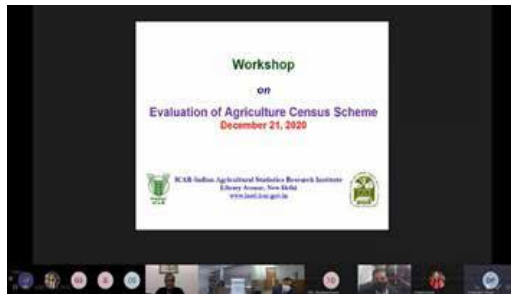 Workshop
on
Evaluation of Agriculture Census Scheme
December 21, 2020
ICAR-Indian Agricultural Statistics Research Institute
Library Avenue, New Delhi
www.iasri.icar.gov.in